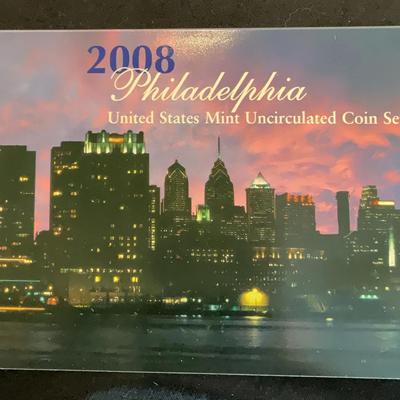 2008
Philadelphia
United States Mint Uncirculated Coin Se